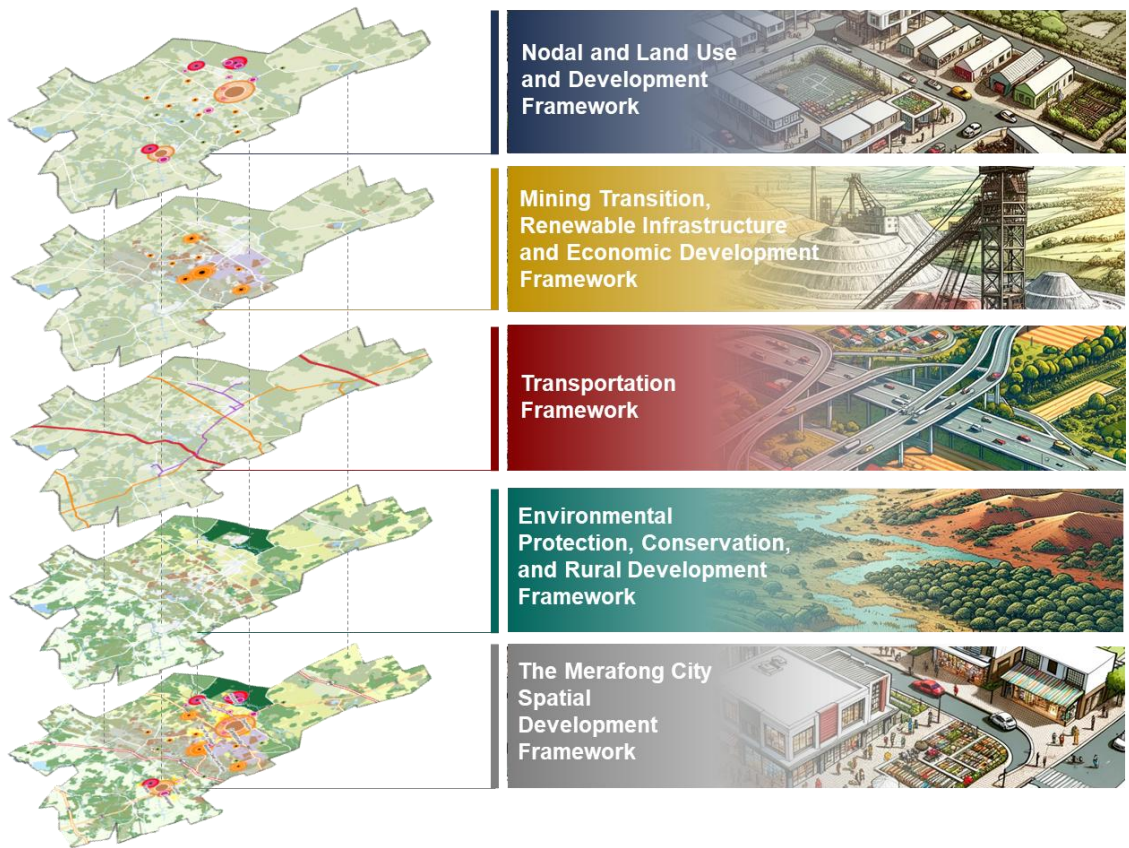 Nodal and Land Use
and Development
Framework
Mining Transition,
Renewable Infrastructure
and Economic Development
Framework
Transportation
Framework
Environmental
Protection, Conservation,
and Rural Development
Framework
The Merafong City
Spatial
Development
Framework